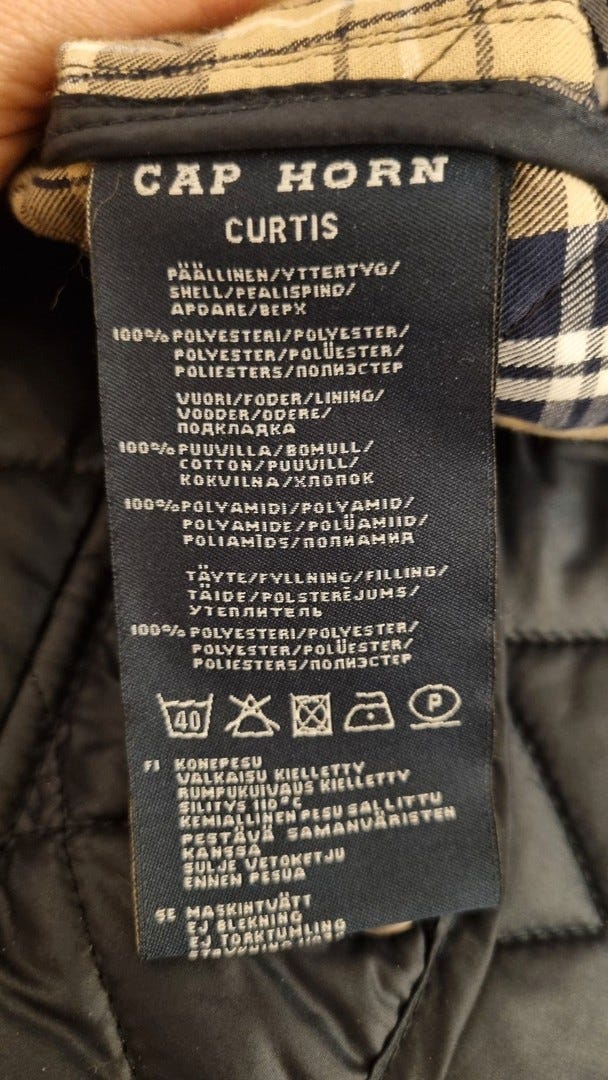 CAP HORN
CURTIS
PÄÄLLINEN/YTTERTYG/
SHELL/PEALISPIND/
APDARE/ВЕРХ
100% POLYESTERI/POLYESTER/
POLYESTER/POLÜESTER/
POLIESTERS/ПОЛИЭСТЕР
VUORI/FODER/LINING/
VOODER/ODERE/
ПОДКЛАДКА
100% PUUVILLA/BOMULL/
COTTON/PUUVILL/
KOKVILNA/ХЛОПОК
100% POLYAMIDI/POLYAMID/
POLYAMIDE/POLÜAMIID/
POLIAMĪDS/ПОЛИАМИД
TÄYTE/FYLLNING/FILLING/
TÄIDE/POLSTERĒJUMS/
УТЕПЛИТЕЛЬ
100% POLYESTERI/POLYESTER/
POLYESTER/POLÜESTER/
POLIESTERS/ПОЛИЭСТЕР
40 P
FI KONEPESU
VALKAISU KIELLETTY
RUMPUKUIVAUS KIELLETTY
SILITYS 110°C
KEMIALLINEN PESU SALLITTU
PESTÄVÄ SAMANVÄRISTEN
KANSSA
SULJE VETOKETJU
ENNEN PESUA
SE MASKINTVÄTT
EJ BLEKNING
EJ TORKTUMLING